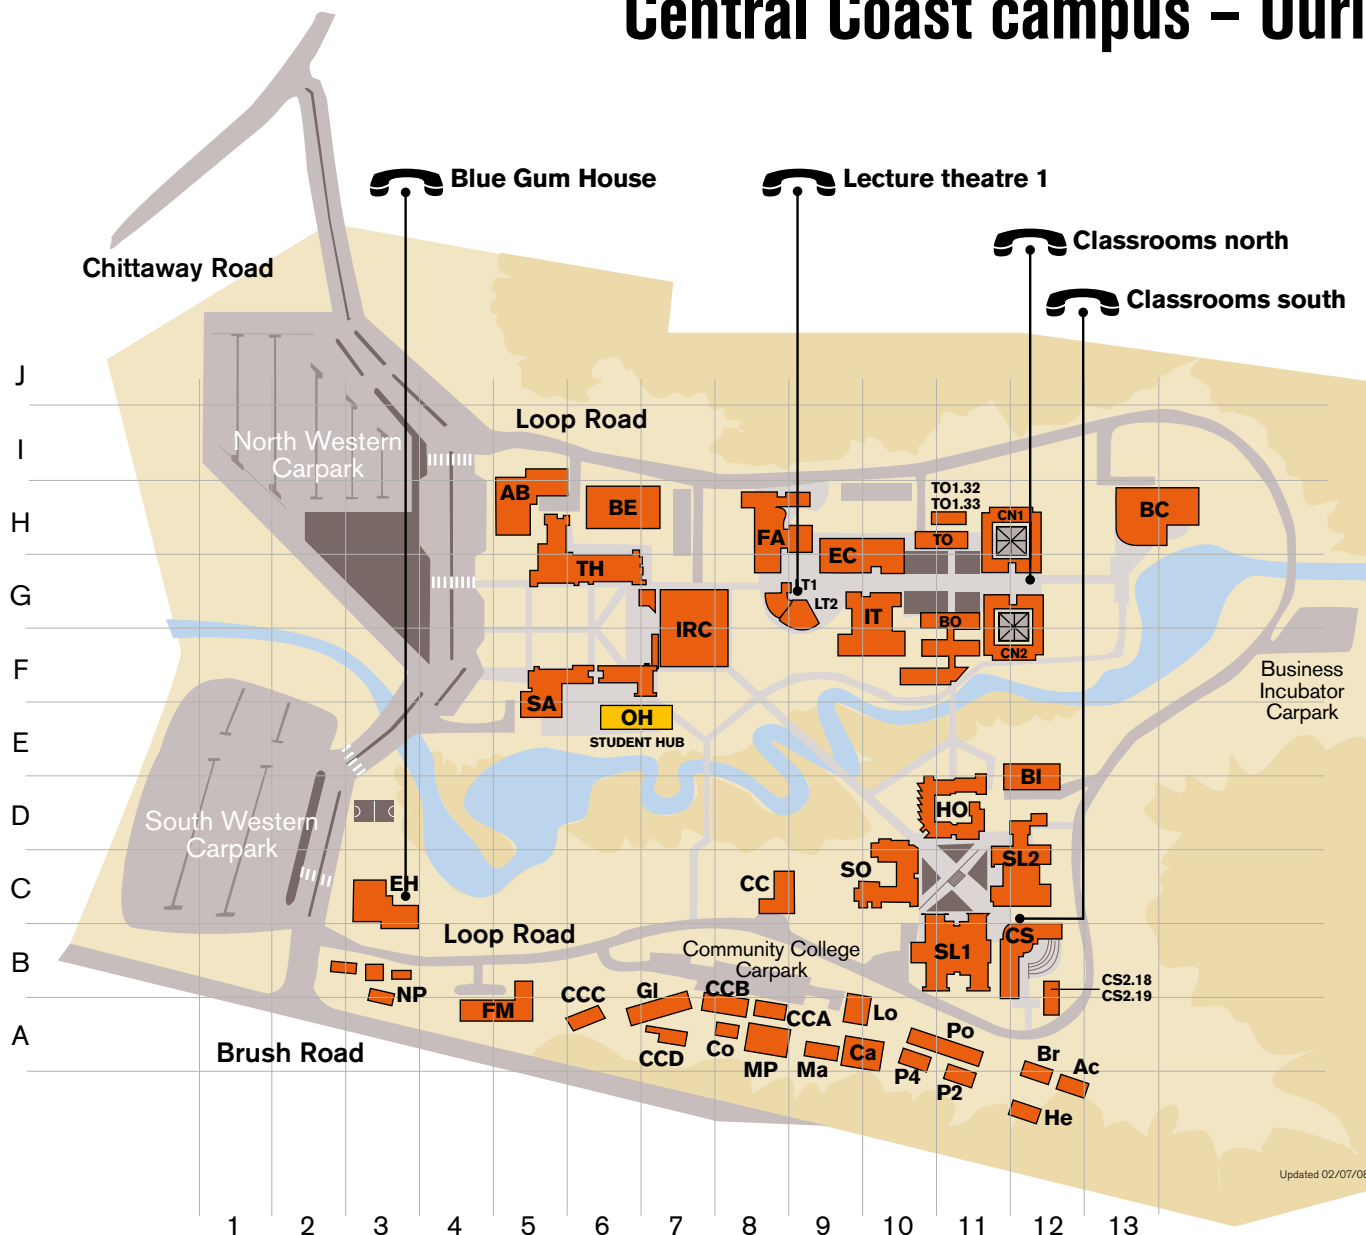 Central Coast campus – Ouri
Blue Gum House
Lecture theatre 1
Classrooms north
Chittaway Road
Classrooms south
J
Loop Road
I
North Western
Carpark
AB
BE
TO1.32
TO1.33
BC
H
CN1
FA
TO
EC
TH
LT1
G
LT2
IT
BO
IRC
CN2
F
Business
Incubator
Carpark
SA
OH
STUDENT HUB
E
BI
D
HO
South Western
Carpark
SL2
SO
C
EH
CC
Loop Road
CS
B
Community College
Carpark
SL1
CS2.18
CS2.19
NP
CCC
GI
CCB
FM
Lo
CCA
A
Po
Brush Road
CCD
Co
MP
Ma
Ca
P4
P2
Br
Ac
He
Updated 02/07/08
1 2 3 4 5 6 7 8 9 10 11 12 13